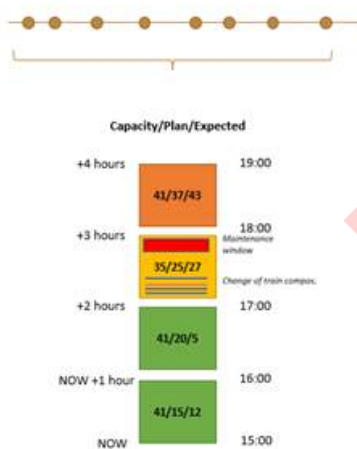 Capacity/Plan/Expected
+4 hours 19:00
41/37/43
+3 hours 18:00
Maintenance
window
35/25/27
Change of train compos.
+2 hours 17:00
41/20/5
NOW +1 hour 16:00
41/15/12
NOW 15:00